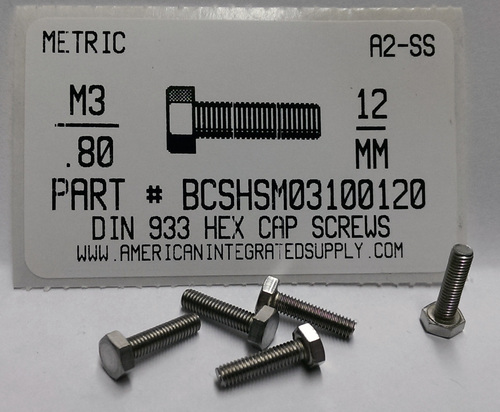 METRIC
A2-SS
M3
.80
12
MM
PART # BCSHSM03100120
DIN 933 HEX CAP SCREWS
WWW.AMERICANINTEGRATEDSUPPLY.COM